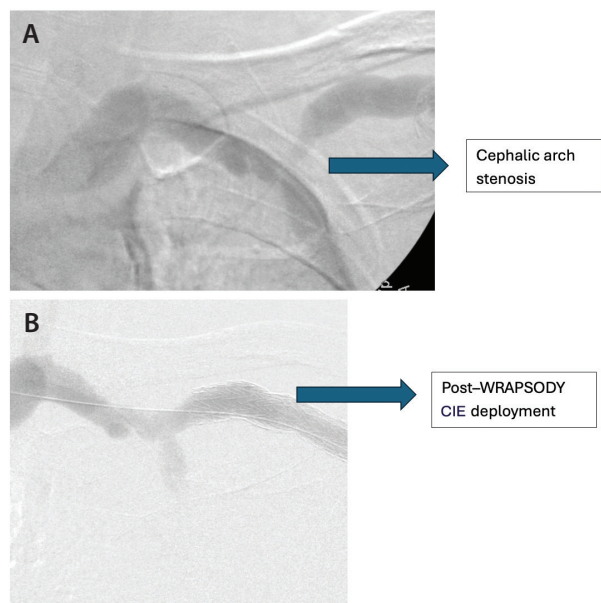 A
Cephalic arch
stenosis
B
Post–WRAPSODY
CIE deployment